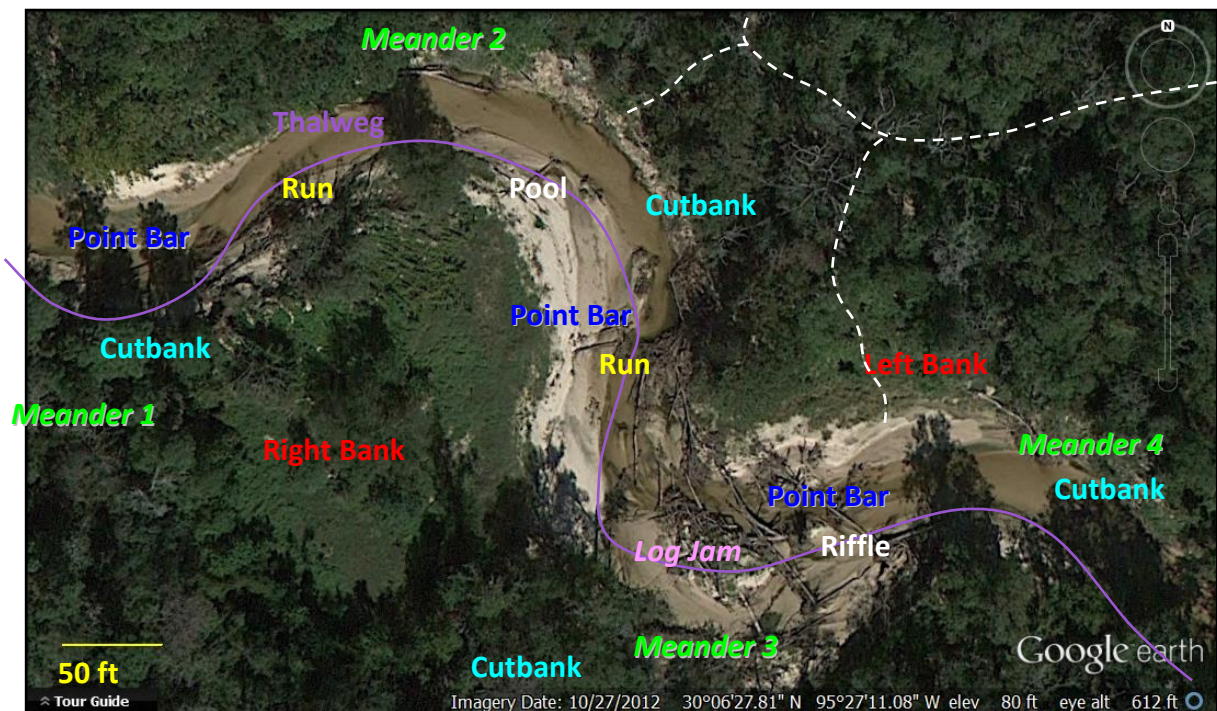 Meander 2
N
Thalweg
Run
Pool
Cutbank
Point Bar
Point Bar
Cutbank
Run
Left Bank
Meander 1
Right Bank
Meander 4
Cutbank
Point Bar
Log Jam
Riffle
Meander 3
Cutbank
50 ft
Google earth
Tour Guide
Imagery Date: 10/27/2012 30°06'27.81" N 95°27'11.08" W elev 80 ft eye alt 612 ft